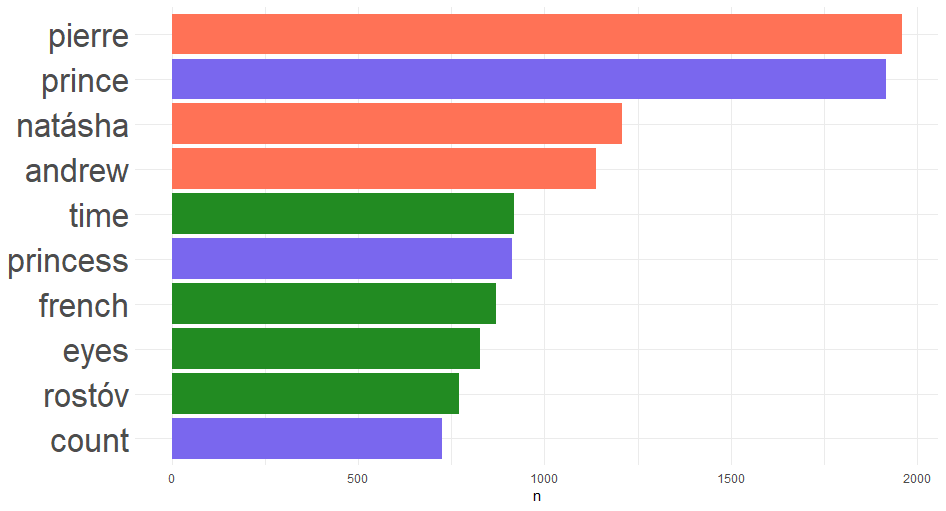 pierre
prince
natásha
andrew
time
princess
french
eyes
rostóv
count
0 500 1000 1500 2000
n